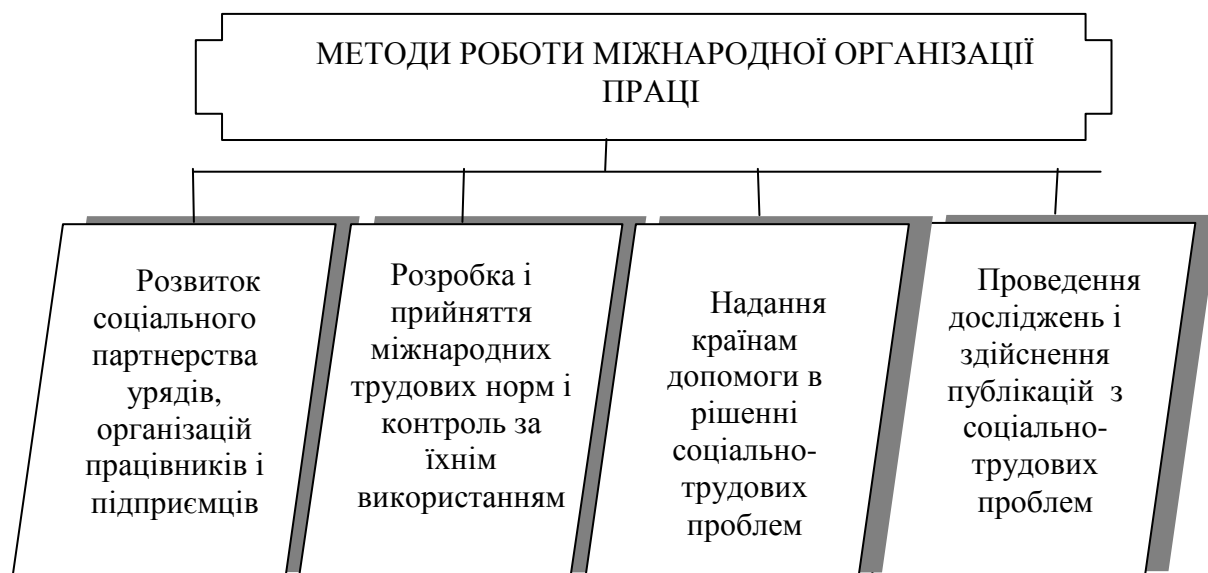 МЕТОДИ РОБОТИ МІЖНАРОДНОЇ ОРГАНІЗАЦІЇ
ПРАЦІ
Розвиток
соціального
партнерства
урядів,
організацій
працівників і
підприємців
Розробка і
прийняття
міжнародних
трудових норм і
контроль за
їхнім
використанням
Надання
країнам
допомоги в
рішенні
соціально-
трудових
проблем
Проведення
досліджень і
здійснення
публікацій з
соціально-
трудових
проблем